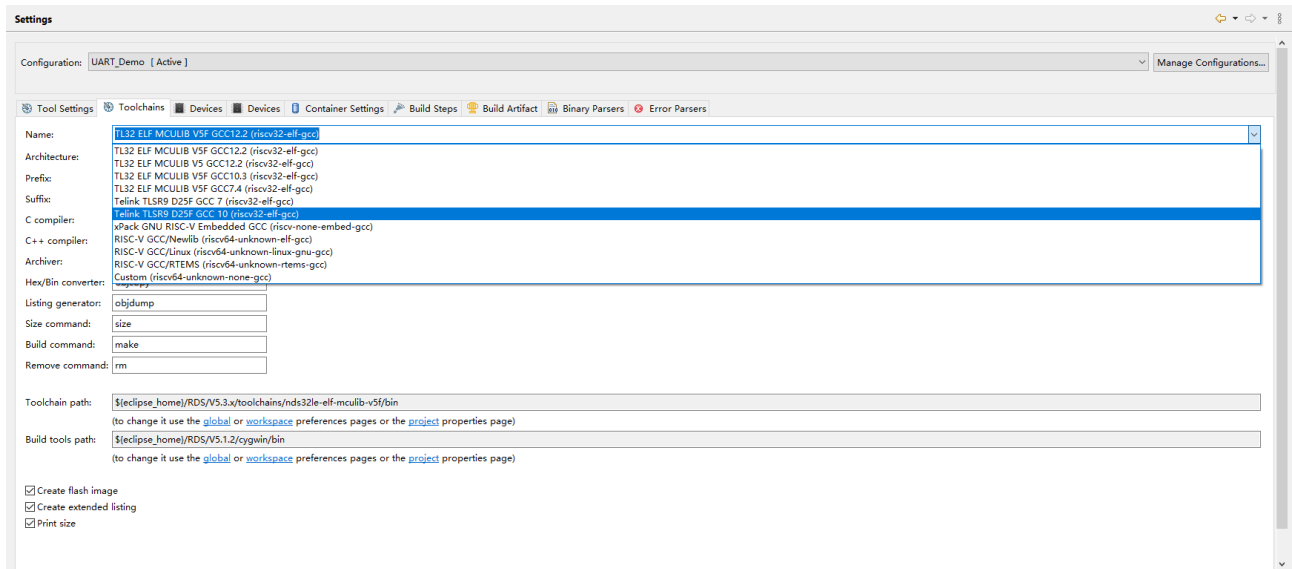 Settings
Configuration: UART_Demo [ Active ] Manage Configurations...
Tool Settings Toolchains Devices Devices Container Settings Build Steps Build Artifact Binary Parsers Error Parsers
Name: TL32 ELF MCULIB V5F GCC12.2 (riscv32-elf-gcc)
TL32 ELF MCULIB V5F GCC12.2 (riscv32-elf-gcc)
Architecture:
TL32 ELF MCULIB V5 GCC12.2 (riscv32-elf-gcc)
TL32 ELF MCULIB V5F GCC10.3 (riscv32-elf-gcc)
Prefix:
TL32 ELF MCULIB V5F GCC7.4 (riscv32-elf-gcc)
Suffix:
Telink TLSR9 D25F GCC 7 (riscv32-elf-gcc)
Telink TLSR9 D25F GCC 10 (riscv32-elf-gcc)
C compiler:
xPack GNU RISC-V Embedded GCC (riscv-none-embed-gcc)
C++ compiler:
RISC-V GCC/Newlib (riscv64-unknown-elf-gcc)
RISC-V GCC/Linux (riscv64-unknown-linux-gnu-gcc)
Archiver:
RISC-V GCC/RTEMS (riscv64-unknown-rtems-gcc)
Custom (riscv64-unknown-none-gcc)
Hex/Bin converter:
Listing generator: objdump
Size command: size
Build command: make
Remove command: rm
Toolchain path: ${eclipse_home}/RDS/V5.3.x/toolchains/nds32le-elf-mculib-v5f/bin
(to change it use the global or workspace preferences pages or the project properties page)
Build tools path: ${eclipse_home}/RDS/V5.1.2/cygwin/bin
(to change it use the global or workspace preferences pages or the project properties page)
Create flash image
Create extended listing
Print size